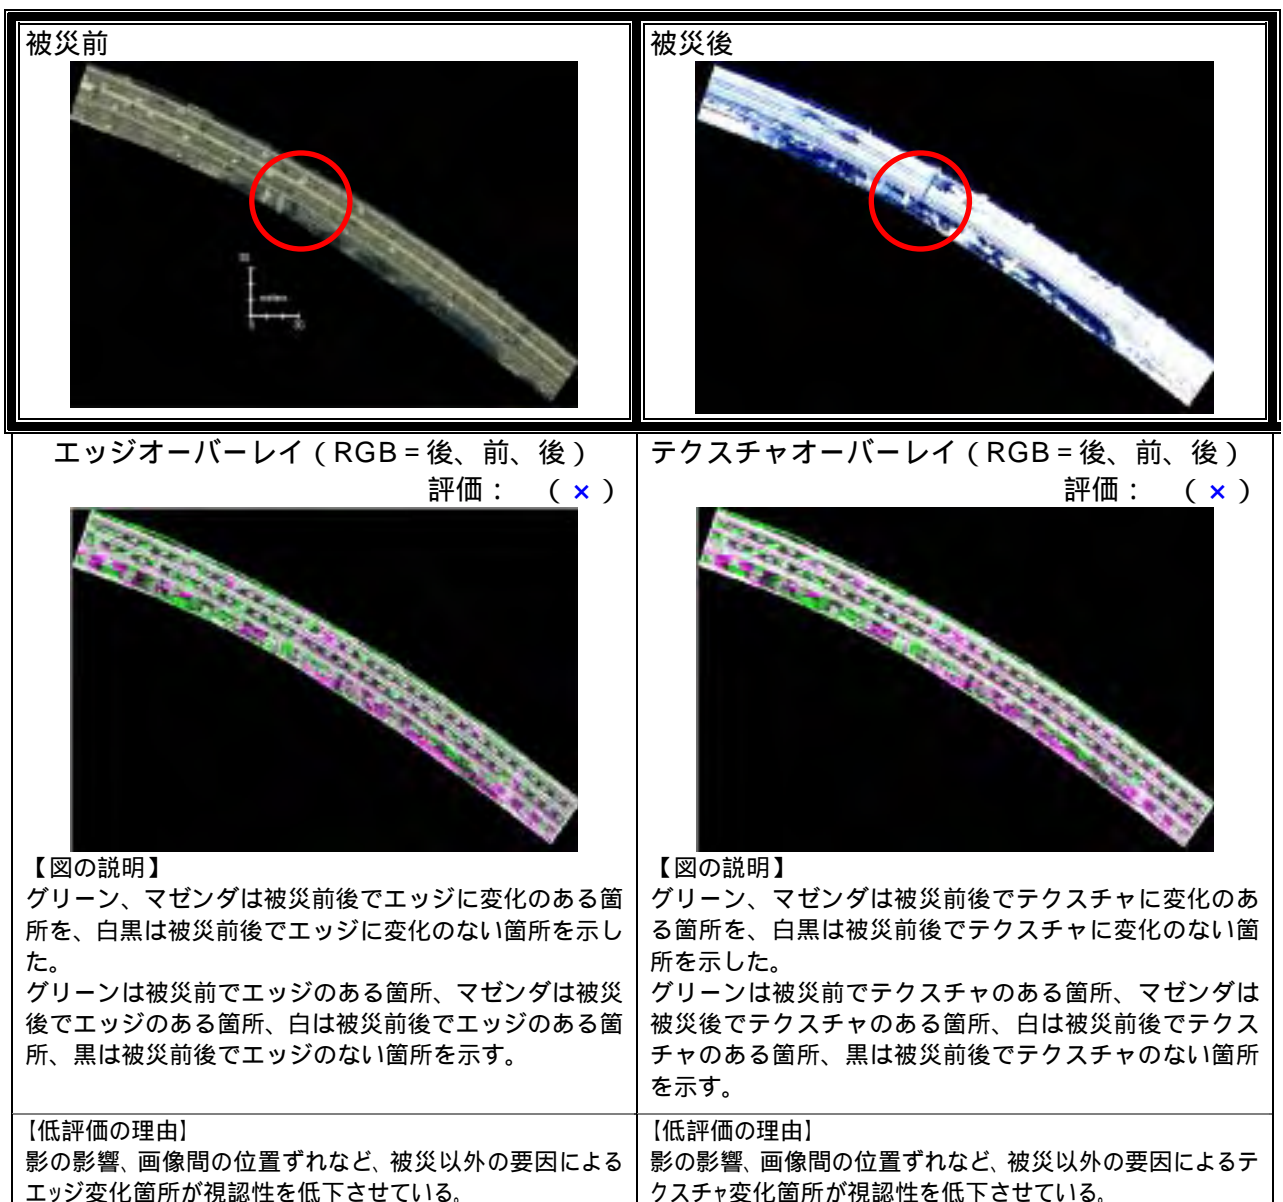 被災前
被災後
エッジオーバーレイ（RGB＝後、前、後）
評価：　（×）
テクスチャオーバーレイ（RGB＝後、前、後）
評価：　（×）
【図の説明】
グリーン、マゼンダは被災前後でエッジに変化のある箇
所を、白黒は被災前後でエッジに変化のない箇所を示し
た。
グリーンは被災前でエッジのある箇所、マゼンダは被災
後でエッジのある箇所、白は被災前後でエッジのある箇
所、黒は被災前後でエッジのない箇所を示す。
【図の説明】
グリーン、マゼンダは被災前後でテクスチャに変化のあ
る箇所を、白黒は被災前後でテクスチャに変化のない箇
所を示した。
グリーンは被災前でテクスチャのある箇所、マゼンダは
被災後でテクスチャのある箇所、白は被災前後でテクス
チャのある箇所、黒は被災前後でテクスチャのない箇所
を示す。
【低評価の理由】
影の影響、画像間の位置ずれなど、被災以外の要因による
エッジ変化箇所が視認性を低下させている。
【低評価の理由】
影の影響、画像間の位置ずれなど、被災以外の要因によるテ
クスチャ変化箇所が視認性を低下させている。